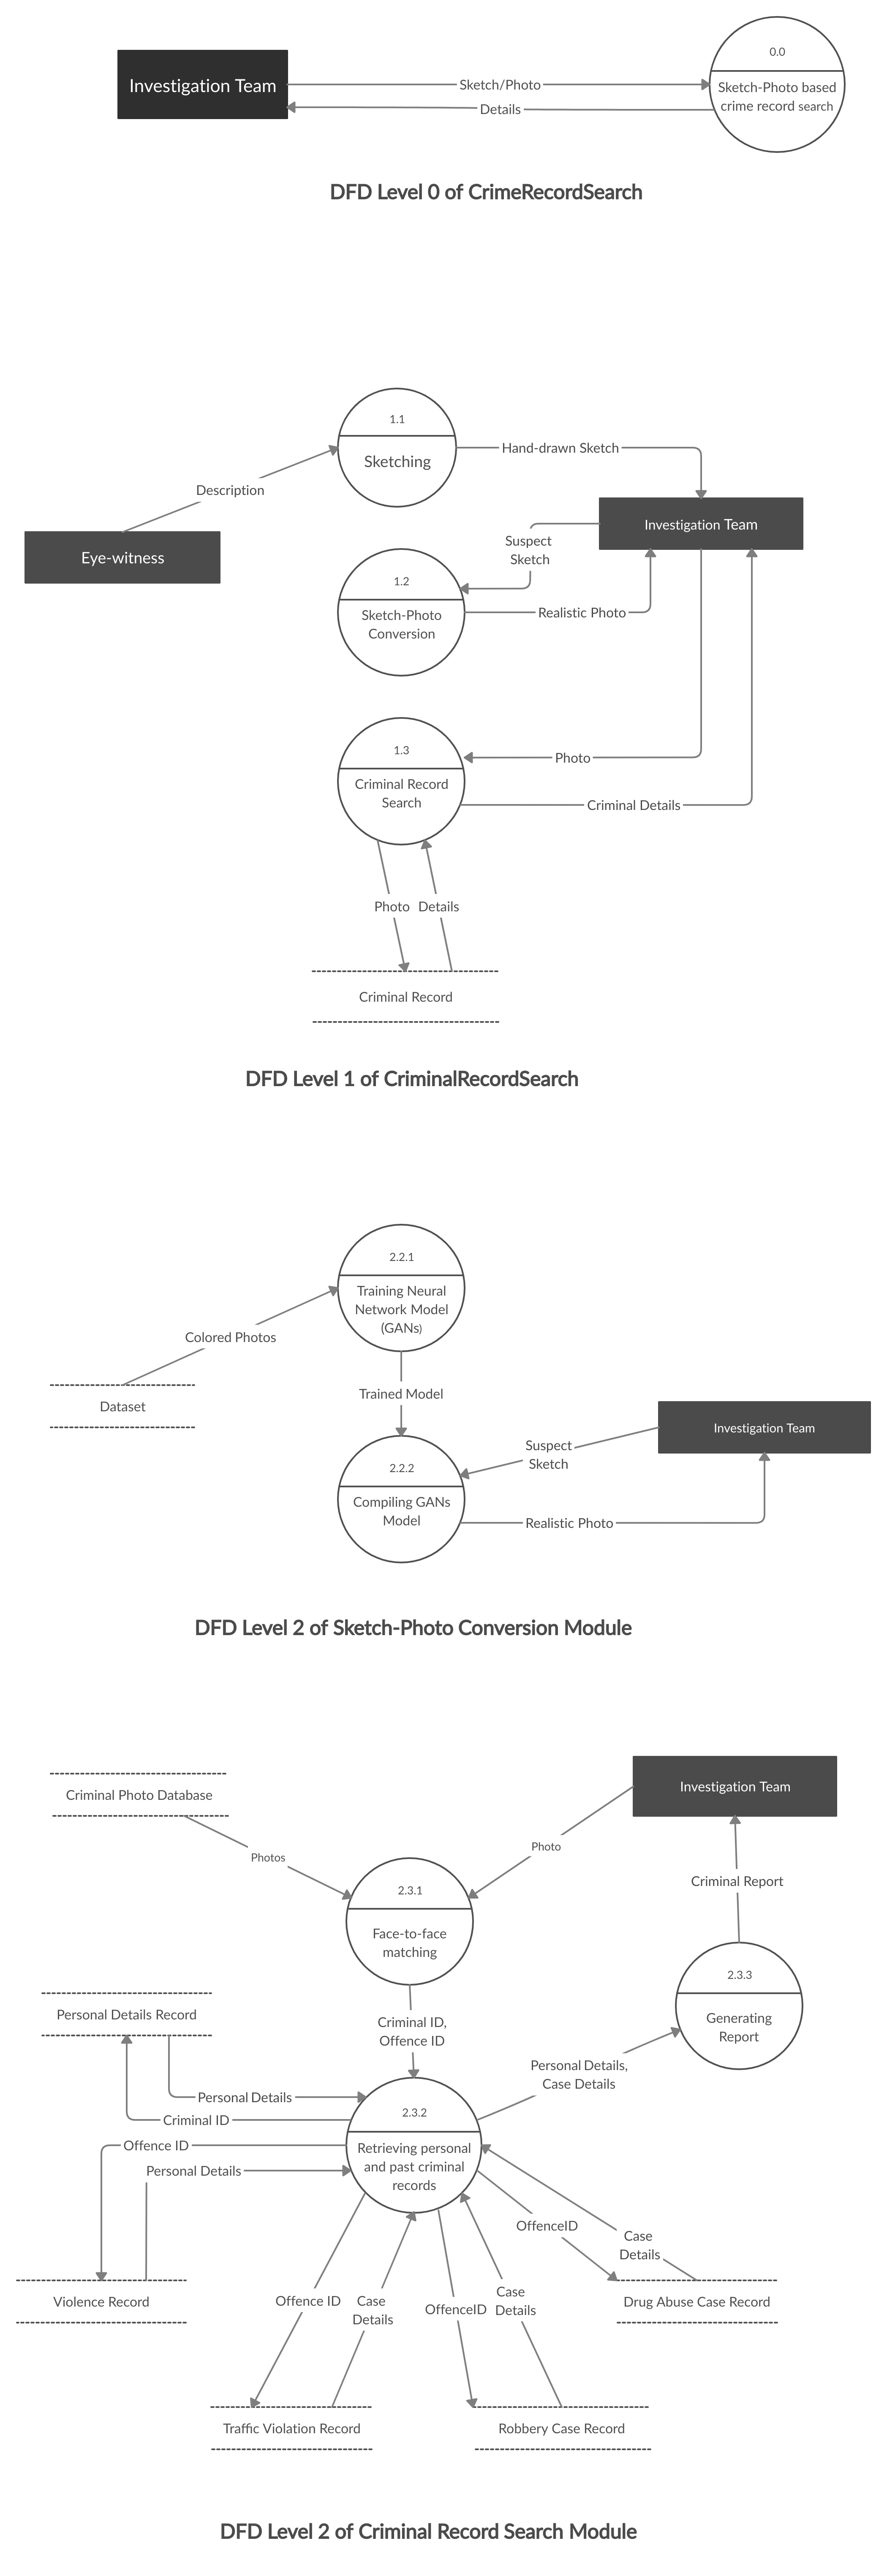 0.0
Investigation Team
Sketch/Photo
Sketch-Photo based
crime record search
Details
DFD Level 0 of CrimeRecordSearch
1.1
Sketching
Hand-drawn Sketch
Description
Investigation Team
Eye-witness
Suspect
Sketch
1.2
Sketch-Photo
Conversion
Realistic Photo
1.3
Criminal Record
Search
Photo
Criminal Details
Photo
Details
Criminal Record
DFD Level 1 of CriminalRecordSearch
2.2.1
Training Neural
Network Model
(GANs)
Colored Photos
Trained Model
Dataset
Investigation Team
Suspect
Sketch
2.2.2
Compiling GANs
Model
Realistic Photo
DFD Level 2 of Sketch-Photo Conversion Module
Criminal Photo Database
Investigation Team
Photos
Photo
Criminal Report
2.3.1
Face-to-face
matching
2.3.3
Generating
Report
Personal Details Record
Criminal ID,
Offence ID
Personal Details,
Case Details
Personal Details
Criminal ID
2.3.2
Retrieving personal
and past criminal
records
Offence ID
Personal Details
OffenceID
Case
Details
Violence Record
Offence ID
Case
Details
OffenceID
Case
Details
Drug Abuse Case Record
Traffic Violation Record
Robbery Case Record
DFD Level 2 of Criminal Record Search Module